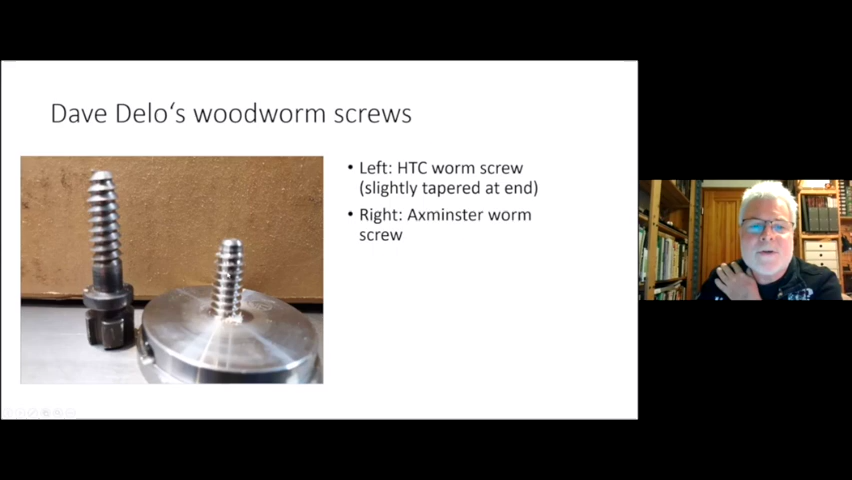 Dave Delo‘s woodworm screws
• Left: HTC worm screw
(slightly tapered at end)
• Right: Axminster worm
screw